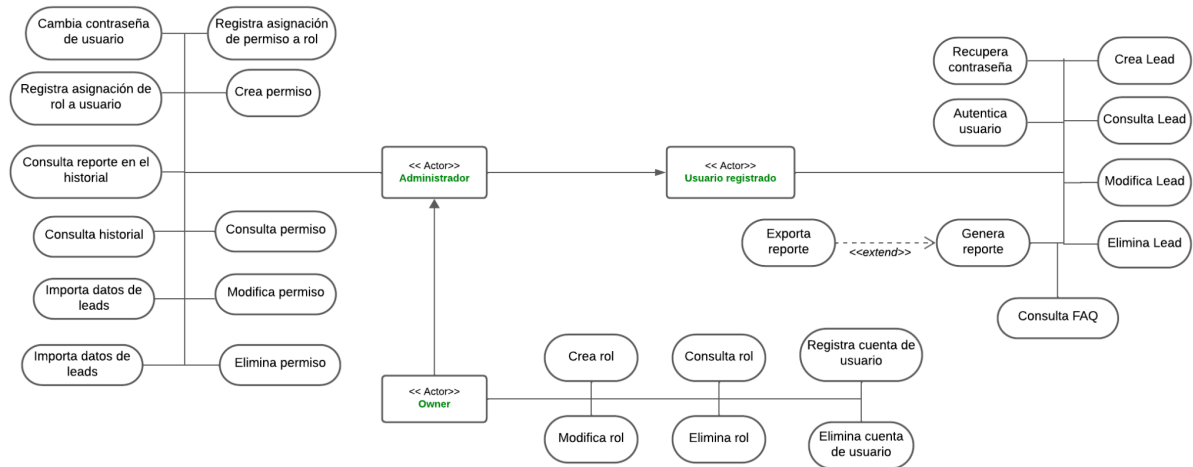 Cambia contraseña
de usuario
Registra asignación
de permiso a rol
Registra asignación de
rol a usuario
Crea permiso
Consulta reporte en el
historial
Consulta historial
Consulta permiso
Importa datos de
leads
Modifica permiso
Importa datos de
leads
Elimina permiso
<< Actor>>
Administrador
<< Actor>>
Usuario registrado
Recupera
contraseña
Crea Lead
Autentica
usuario
Consulta Lead
Modifica Lead
Exporta
reporte
<<extend>>
Genera
reporte
Elimina Lead
Consulta FAQ
<< Actor>>
Owner
Crea rol
Consulta rol
Registra cuenta de
usuario
Modifica rol
Elimina rol
Elimina cuenta
de usuario